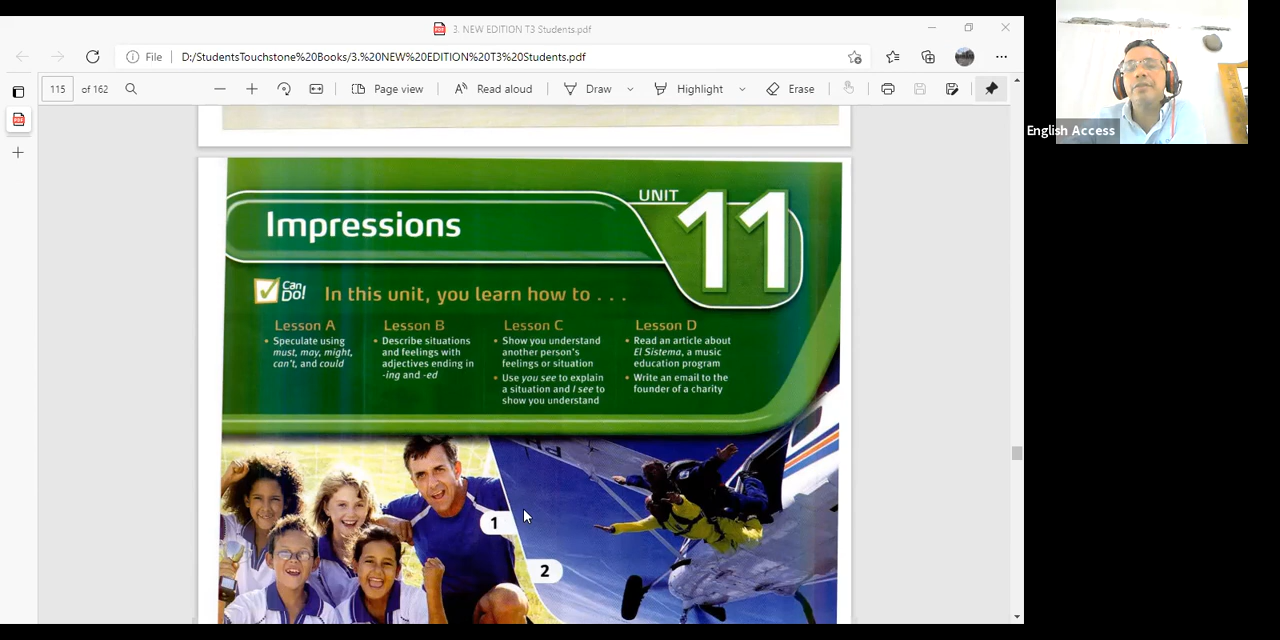 3. NEW EDITION T3 Students.pdf
File D:/StudentsTouchstone%20Books/3.%20NEW%20EDITION%20T3%20Students.pdf
115 of 162 Page view Read aloud Draw Highlight Erase
English Access
UNIT
11
Impressions
Can Do! In this unit, you learn how to . . .
Lesson A
• Speculate using
must, may, might,
can't, and could
Lesson B
• Describe situations
and feelings with
adjectives ending in
-ing and -ed
Lesson C
• Show you understand
another person's
feelings or situation
• Use you see to explain
a situation and I see to
show you understand
Lesson D
• Read an article about
El Sistema, a music
education program
• Write an email to the
founder of a charity
1
2